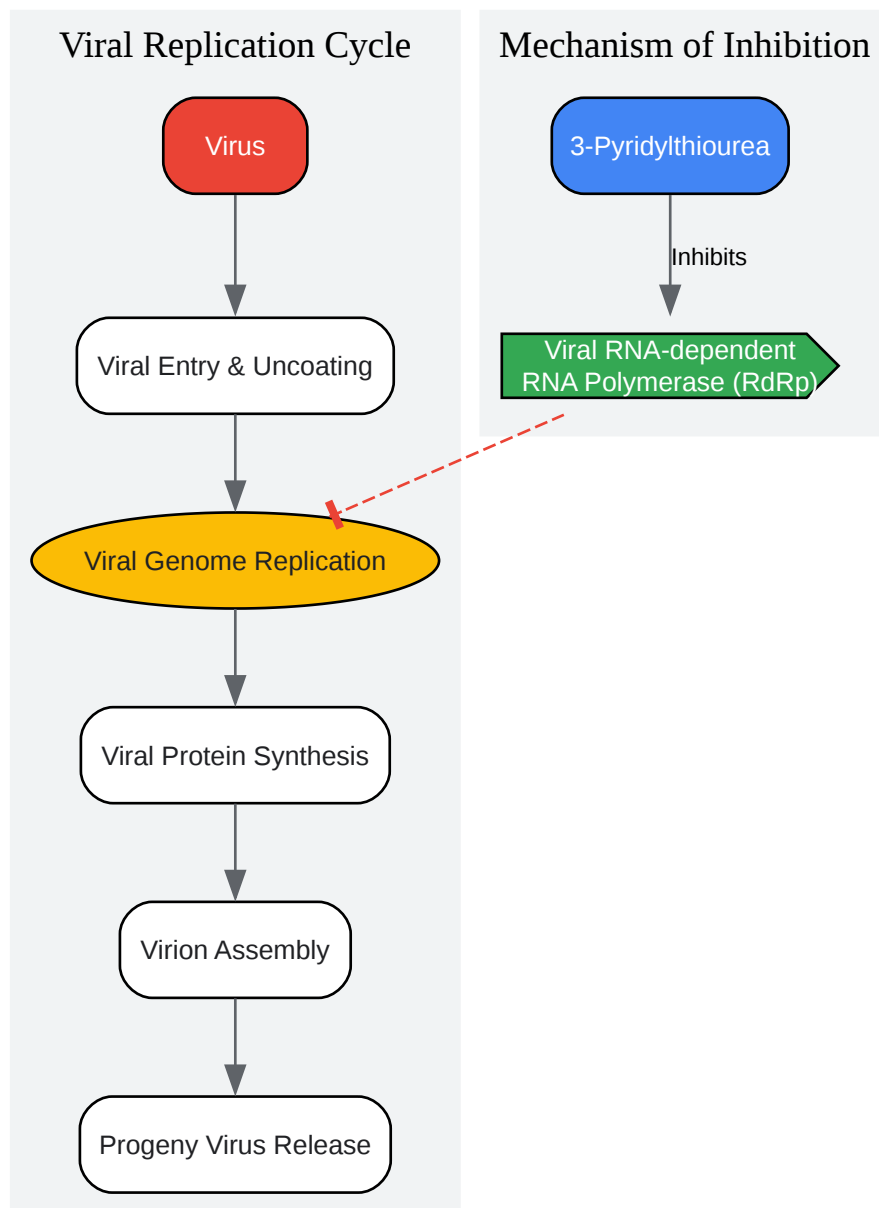 Viral Replication Cycle
Virus
Viral Entry & Uncoating
Viral Genome Replication
Viral Protein Synthesis
Virion Assembly
Progeny Virus Release
Mechanism of Inhibition
3-Pyridylthiourea
Inhibits
Viral RNA-dependent
RNA Polymerase (RdRp)